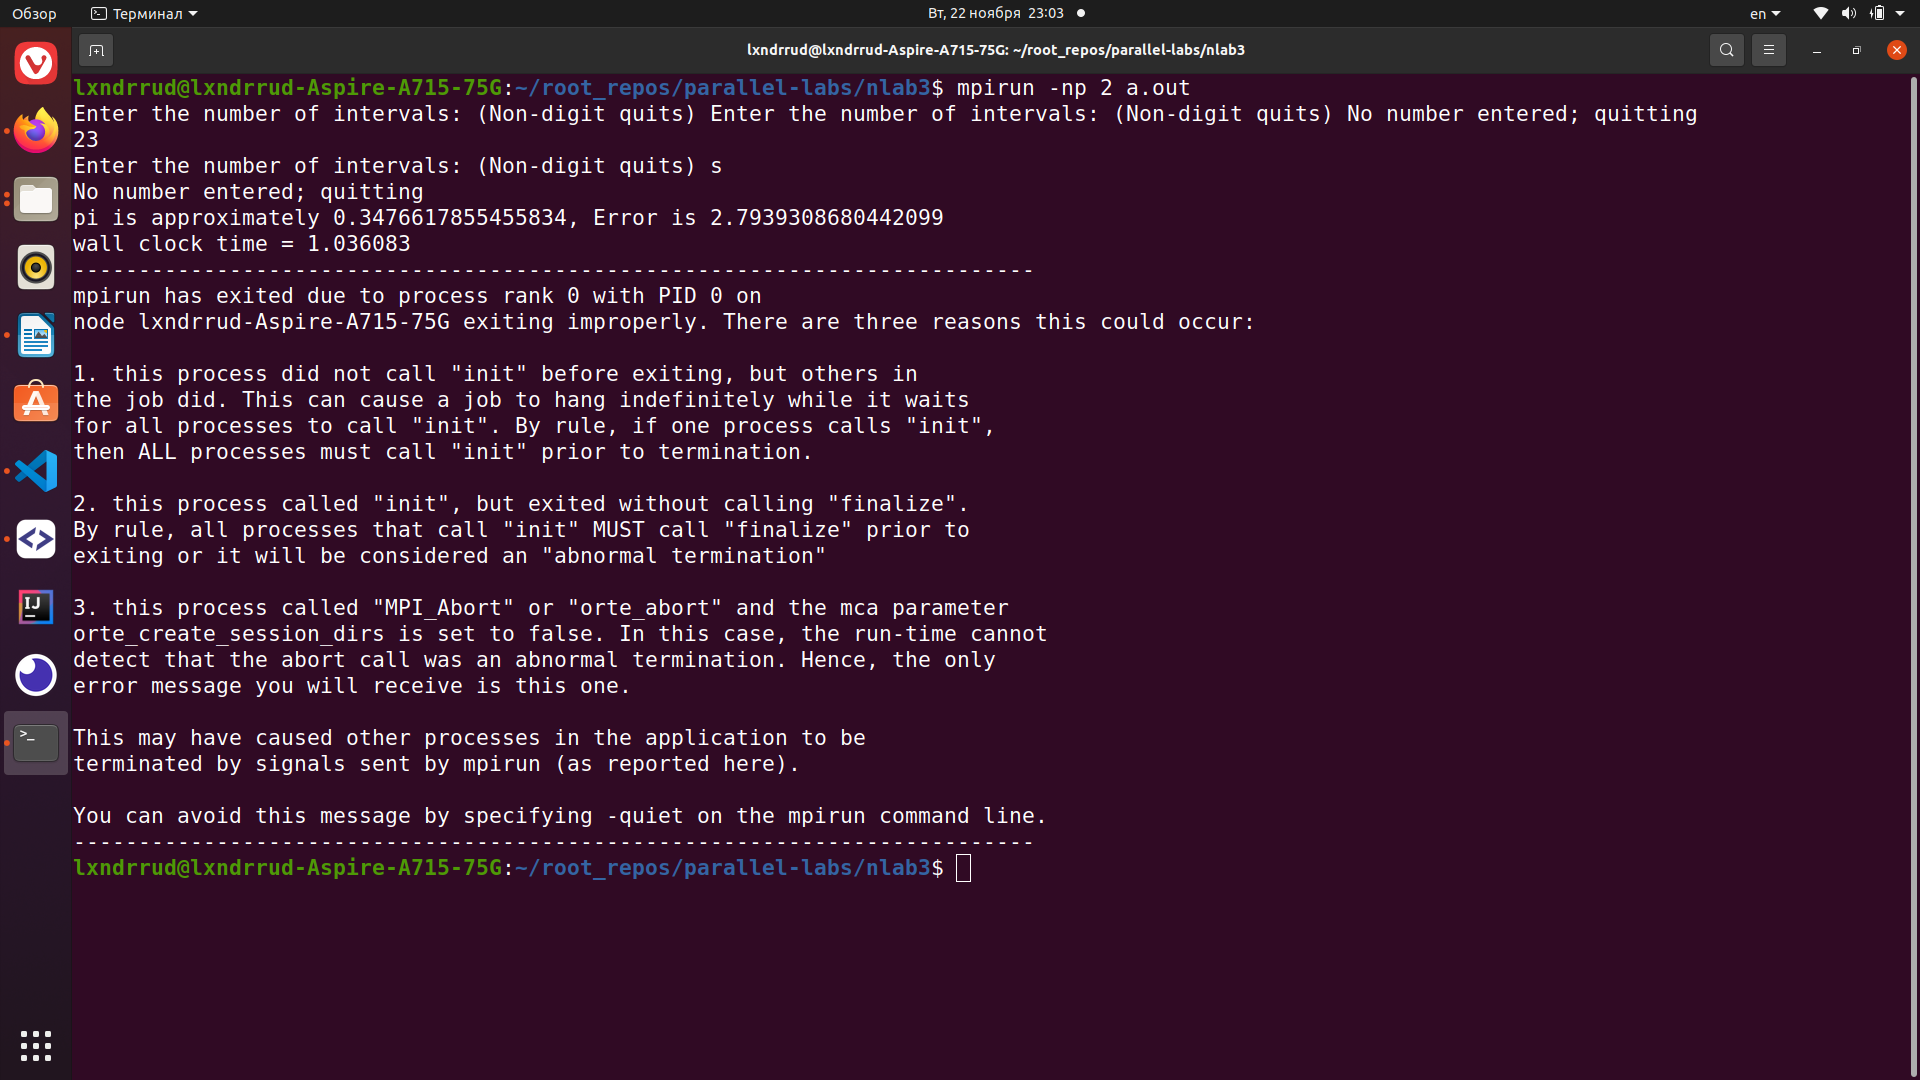 Обзор
Терминал
Вт, 22 ноября 23:03
en
lxndrrud@lxndrrud-Aspire-A715-75G: ~/root_repos/parallel-labs/nlab3
lxndrrud@lxndrrud-Aspire-A715-75G:~/root_repos/parallel-labs/nlab3$ mpirun -np 2 a.out
Enter the number of intervals: (Non-digit quits) Enter the number of intervals: (Non-digit quits) No number entered; quitting
23
Enter the number of intervals: (Non-digit quits) s
No number entered; quitting
pi is approximately 0.3476617855455834, Error is 2.7939308680442099
wall clock time = 1.036083
--------------------------------------------------------------------------
mpirun has exited due to process rank 0 with PID 0 on
node lxndrrud-Aspire-A715-75G exiting improperly. There are three reasons this could occur:
1. this process did not call "init" before exiting, but others in
the job did. This can cause a job to hang indefinitely while it waits
for all processes to call "init". By rule, if one process calls "init",
then ALL processes must call "init" prior to termination.
2. this process called "init", but exited without calling "finalize".
By rule, all processes that call "init" MUST call "finalize" prior to
exiting or it will be considered an "abnormal termination"
3. this process called "MPI_Abort" or "orte_abort" and the mca parameter
orte_create_session_dirs is set to false. In this case, the run-time cannot
detect that the abort call was an abnormal termination. Hence, the only
error message you will receive is this one.
This may have caused other processes in the application to be
terminated by signals sent by mpirun (as reported here).
You can avoid this message by specifying -quiet on the mpirun command line.
--------------------------------------------------------------------------
lxndrrud@lxndrrud-Aspire-A715-75G:~/root_repos/parallel-labs/nlab3$